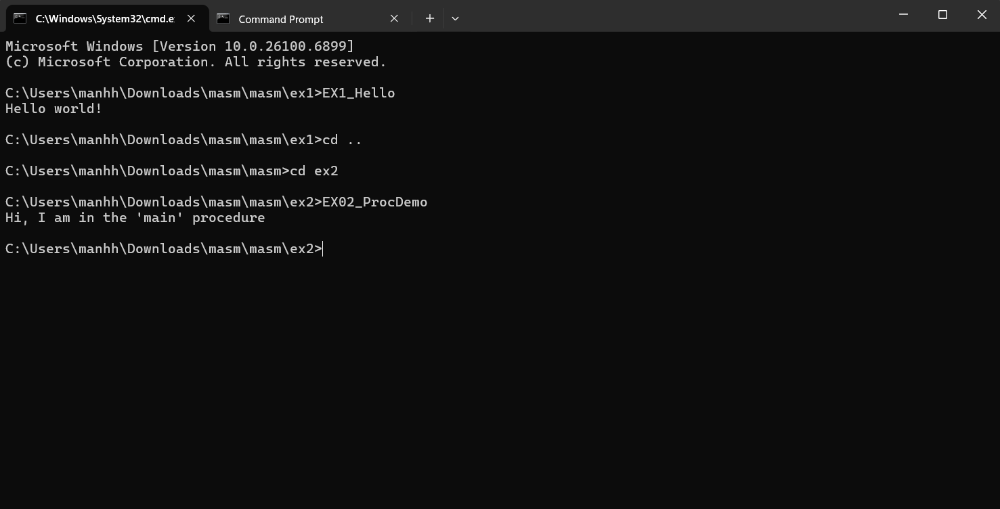 C:\Windows\System32\cmd.e
Command Prompt
Microsoft Windows [Version 10.0.26100.6899]
(c) Microsoft Corporation. All rights reserved.
C:\Users\manhh\Downloads\masm\masm\ex1>EX1_Hello
Hello world!
C:\Users\manhh\Downloads\masm\masm\ex1>cd ..
C:\Users\manhh\Downloads\masm\masm>cd ex2
C:\Users\manhh\Downloads\masm\masm\ex2>EX02_ProcDemo
Hi, I am in the 'main' procedure
C:\Users\manhh\Downloads\masm\masm\ex2>